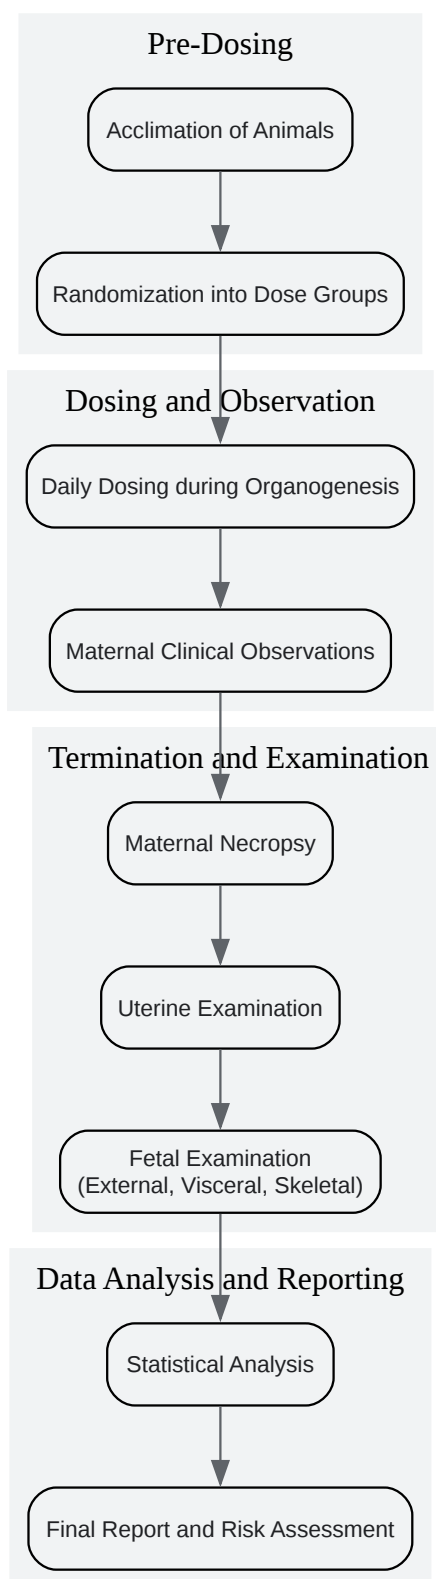 Pre-Dosing
Acclimation of Animals
Randomization into Dose Groups
Dosing and Observation
Daily Dosing during Organogenesis
Maternal Clinical Observations
Termination and Examination
Maternal Necropsy
Uterine Examination
Fetal Examination
(External, Visceral, Skeletal)
Data Analysis and Reporting
Statistical Analysis
Final Report and Risk Assessment